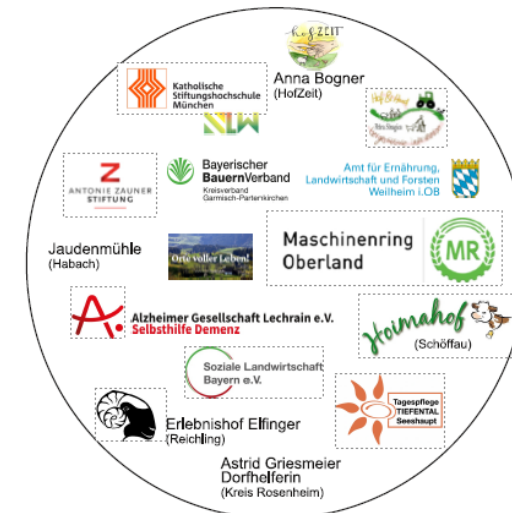 hofZEIT
Anna Bogner
(HofZeit)
Katholische
Stiftungshochschule
München
Hof & Hand
Z
ANTONIE ZAUNER
STIFTUNG
Bayerischer
BauernVerband
Kreisverband
Garmisch-Partenkirchen
Amt für Ernährung,
Landwirtschaft und Forsten
Weilheim i.OB
Jaudenmühle
(Habach)
Orte voller Leben!
Maschinenring
Oberland
MR
Alzheimer Gesellschaft Lechrain e.V.
Selbsthilfe Demenz
Hoimahof
(Schöffau)
Soziale Landwirtschaft
Bayern e.V.
Tagespflege
TIEFENTAL
Seeshaupt
Erlebnishof Elfinger
(Reichling)
Astrid Griesmeier
Dorfhelferin
(Kreis Rosenheim)